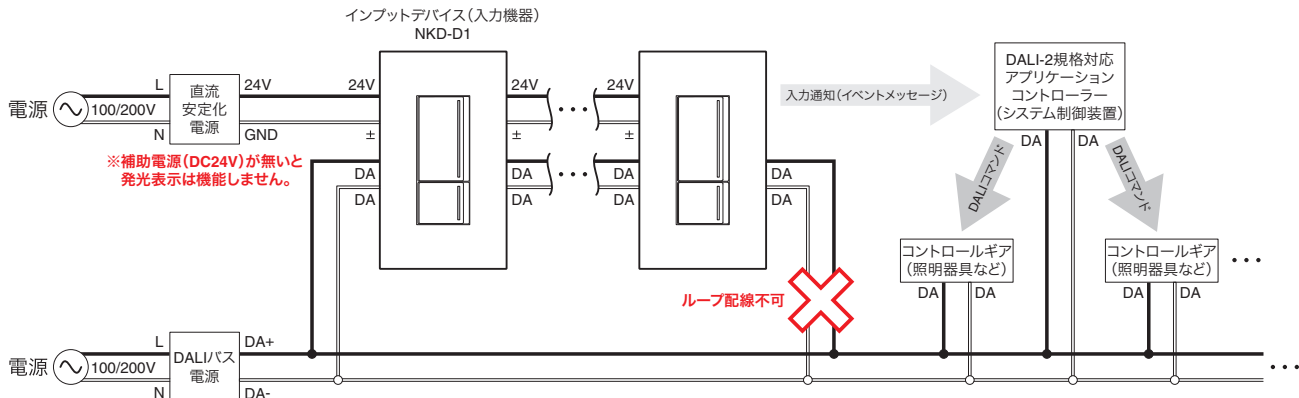 インプットデバイス（入力機器）
NKD-D1
電源
100/200V
L
N
直流
安定化
電源
24V
GND
24V
±
DA
DA
24V
±
DA
DA
･･･
･･･
24V
±
DA
DA
DA
DA
※補助電源（DC24V）が無いと
発光表示は機能しません。
入力通知（イベントメッセージ）
DALI-2規格対応
アプリケーション
コントローラー
（システム制御装置）
DA
DA
DALIコマンド
DALIコマンド
コントロールギア
（照明器具など）
DA
DA
コントロールギア
（照明器具など）
DA
DA
･･･
ループ配線不可
電源
100/200V
L
N
DALIバス
電源
DA+
DA-
･･･